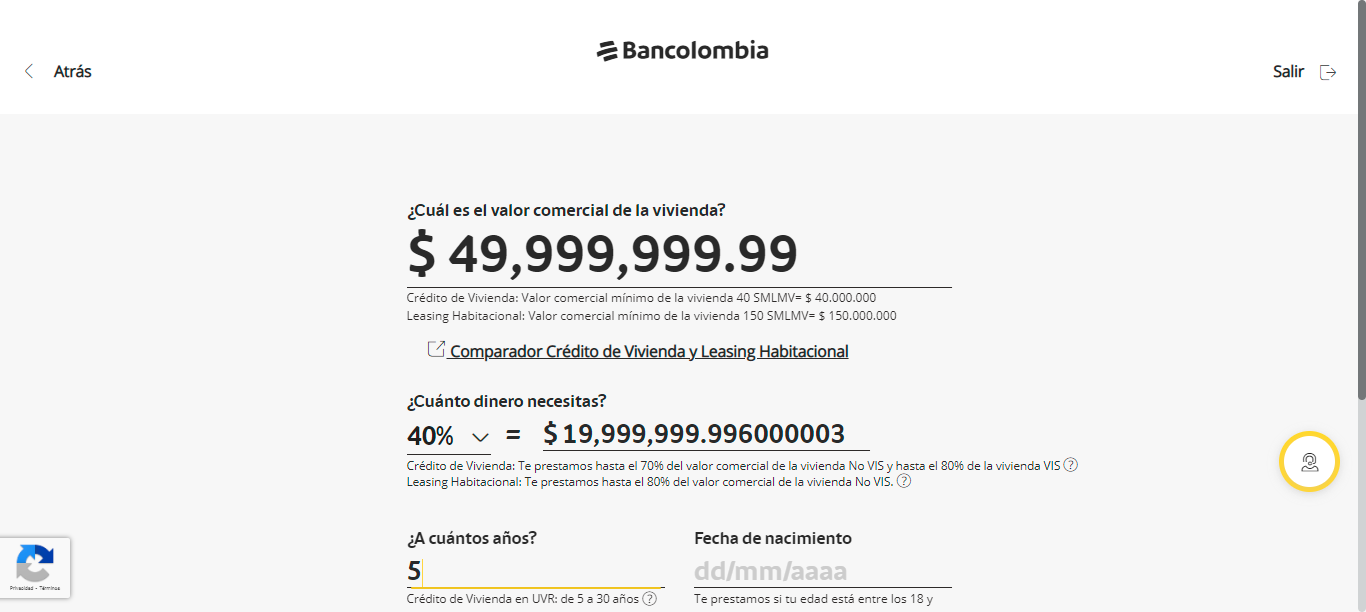 Bancolombia
Atrás
Salir
¿Cuál es el valor comercial de la vivienda?
$ 49,999,999.99
Crédito de Vivienda: Valor comercial mínimo de la vivienda 40 SMLMV= $ 40.000.000
Leasing Habitacional: Valor comercial mínimo de la vivienda 150 SMLMV= $ 150.000.000
Comparador Crédito de Vivienda y Leasing Habitacional
¿Cuánto dinero necesitas?
40% = $ 19,999,999.996000003
Crédito de Vivienda: Te prestamos hasta el 70% del valor comercial de la vivienda No VIS y hasta el 80% de la vivienda VIS ?
Leasing Habitacional: Te prestamos hasta el 80% del valor comercial de la vivienda No VIS. ?
¿A cuántos años?
5
Crédito de Vivienda en UVR: de 5 a 30 años ?
Fecha de nacimiento
dd/mm/aaaa
Te prestamos si tu edad está entre los 18 y
Privacidad - Términos